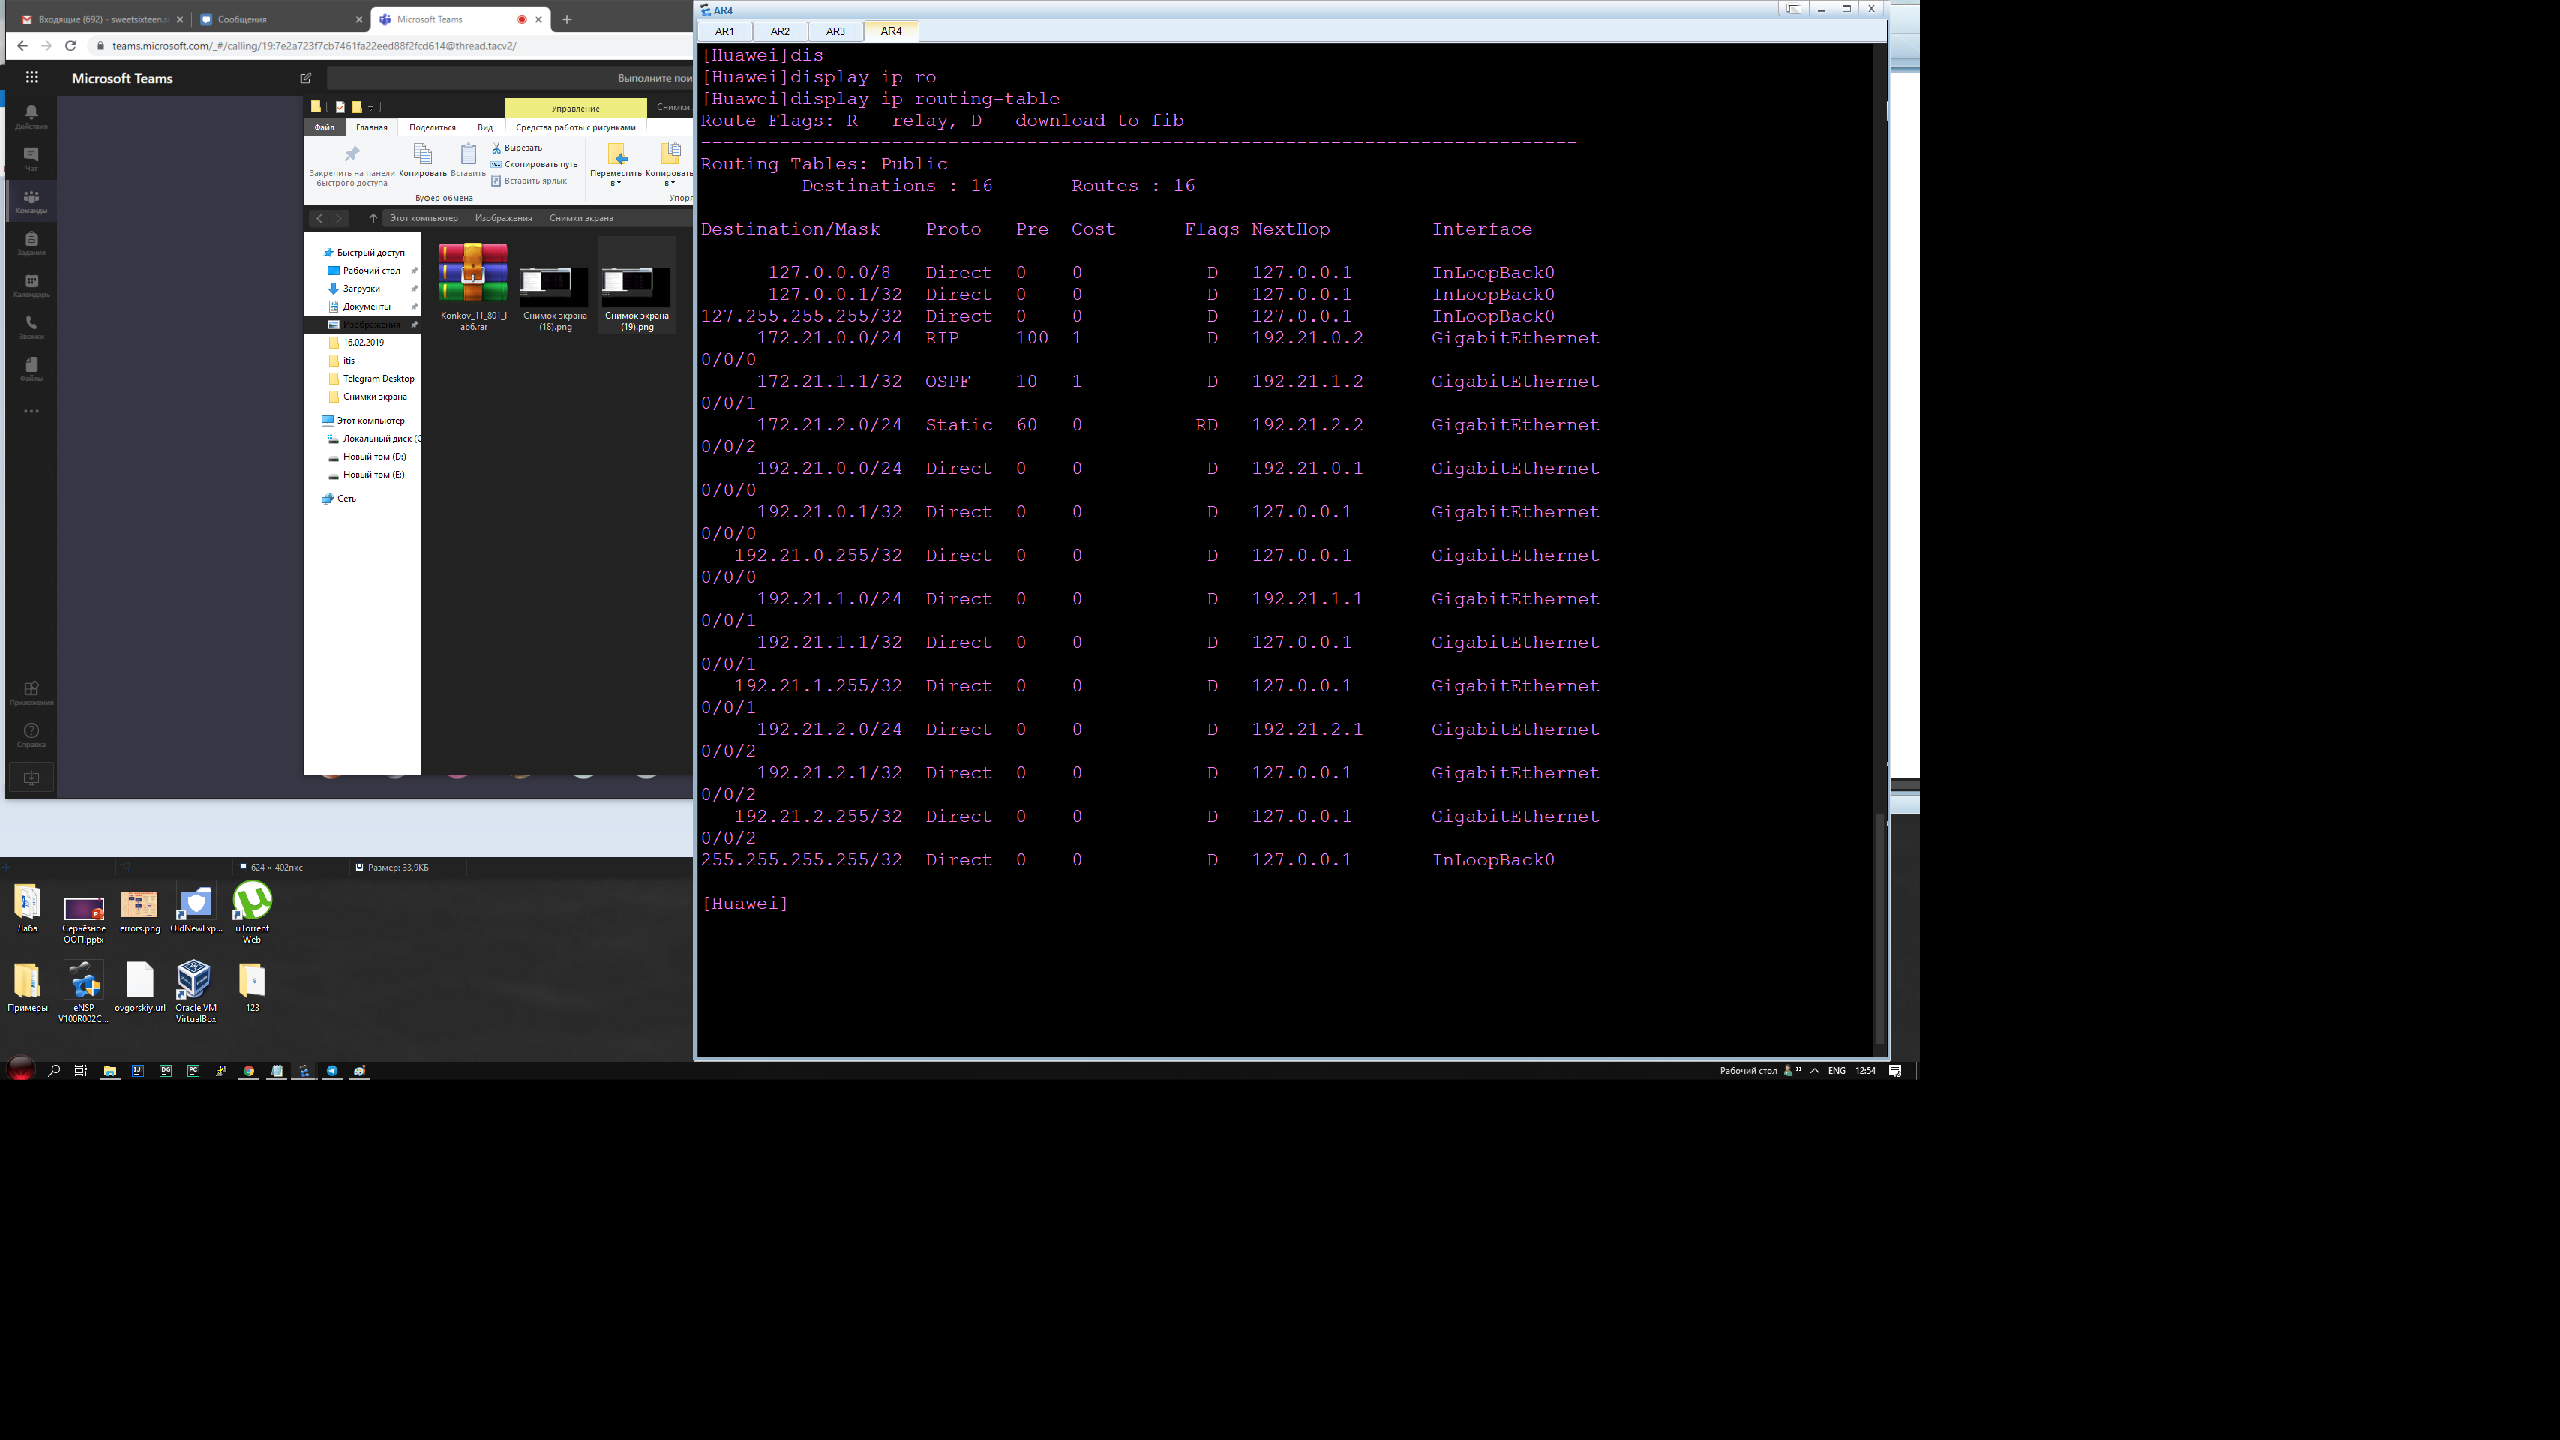 Входящие (692) - sweetsixteen.s
Сообщения
Microsoft Teams
teams.microsoft.com/_#/calling/19:7e2a723f7cb7461fa22eed88f2fcd614@thread.tacv2/
Microsoft Teams
Выполните пои
Действия
Чат
Команды
Задания
Календарь
Звонки
Файлы
Приложения
Справка
Управление
Снимки
Файл
Главная
Поделиться
Вид
Средства работы с рисунками
Закрепить на панели быстрого доступа
Копировать
Вставить
Вырезать
Скопировать путь
Вставить ярлык
Переместить в
Копировать в
Буфер обмена
Упор
Этот компьютер
Изображения
Снимки экрана
Быстрый доступ
Рабочий стол
Загрузки
Документы
Изображения
16.02.2019
itis
Telegram Desktop
Снимки экрана
Этот компьютер
Локальный диск (C
Новый том (D:)
Новый том (E:)
Сеть
Konkov_11_801_lab6.rar
Снимок экрана (18).png
Снимок экрана (19).png
624 × 402пкс
Размер: 33,9КБ
Лаба
Серьёзное ООП.pptx
errors.png
OldNewExp...
uTorrent Web
Примеры
eNSP V100R002C...
ovgorskiy.url
Oracle VM VirtualBox
123
AR4
AR1
AR2
AR3
AR4
[Huawei]dis
[Huawei]display ip ro
[Huawei]display ip routing-table
Route Flags: R - relay, D - download to fib
------------------------------------------------------------------------------
Routing Tables: Public
Destinations : 16       Routes : 16
Destination/Mask    Proto   Pre  Cost      Flags NextHop         Interface
127.0.0.0/8   Direct  0    0           D   127.0.0.1       InLoopBack0
127.0.0.1/32  Direct  0    0           D   127.0.0.1       InLoopBack0
127.255.255.255/32  Direct  0    0           D   127.0.0.1       InLoopBack0
172.21.0.0/24  RIP     100  1           D   192.21.0.2      GigabitEthernet
0/0/0
172.21.1.1/32  OSPF    10   1           D   192.21.1.2      GigabitEthernet
0/0/1
172.21.2.0/24  Static  60   0          RD   192.21.2.2      GigabitEthernet
0/0/2
192.21.0.0/24  Direct  0    0           D   192.21.0.1      GigabitEthernet
0/0/0
192.21.0.1/32  Direct  0    0           D   127.0.0.1       GigabitEthernet
0/0/0
192.21.0.255/32  Direct  0    0           D   127.0.0.1       GigabitEthernet
0/0/0
192.21.1.0/24  Direct  0    0           D   192.21.1.1      GigabitEthernet
0/0/1
192.21.1.1/32  Direct  0    0           D   127.0.0.1       GigabitEthernet
0/0/1
192.21.1.255/32  Direct  0    0           D   127.0.0.1       GigabitEthernet
0/0/1
192.21.2.0/24  Direct  0    0           D   192.21.2.1      GigabitEthernet
0/0/2
192.21.2.1/32  Direct  0    0           D   127.0.0.1       GigabitEthernet
0/0/2
192.21.2.255/32  Direct  0    0           D   127.0.0.1       GigabitEthernet
0/0/2
255.255.255.255/32  Direct  0    0           D   127.0.0.1       InLoopBack0
[Huawei]
Рабочий стол
ENG
12:54